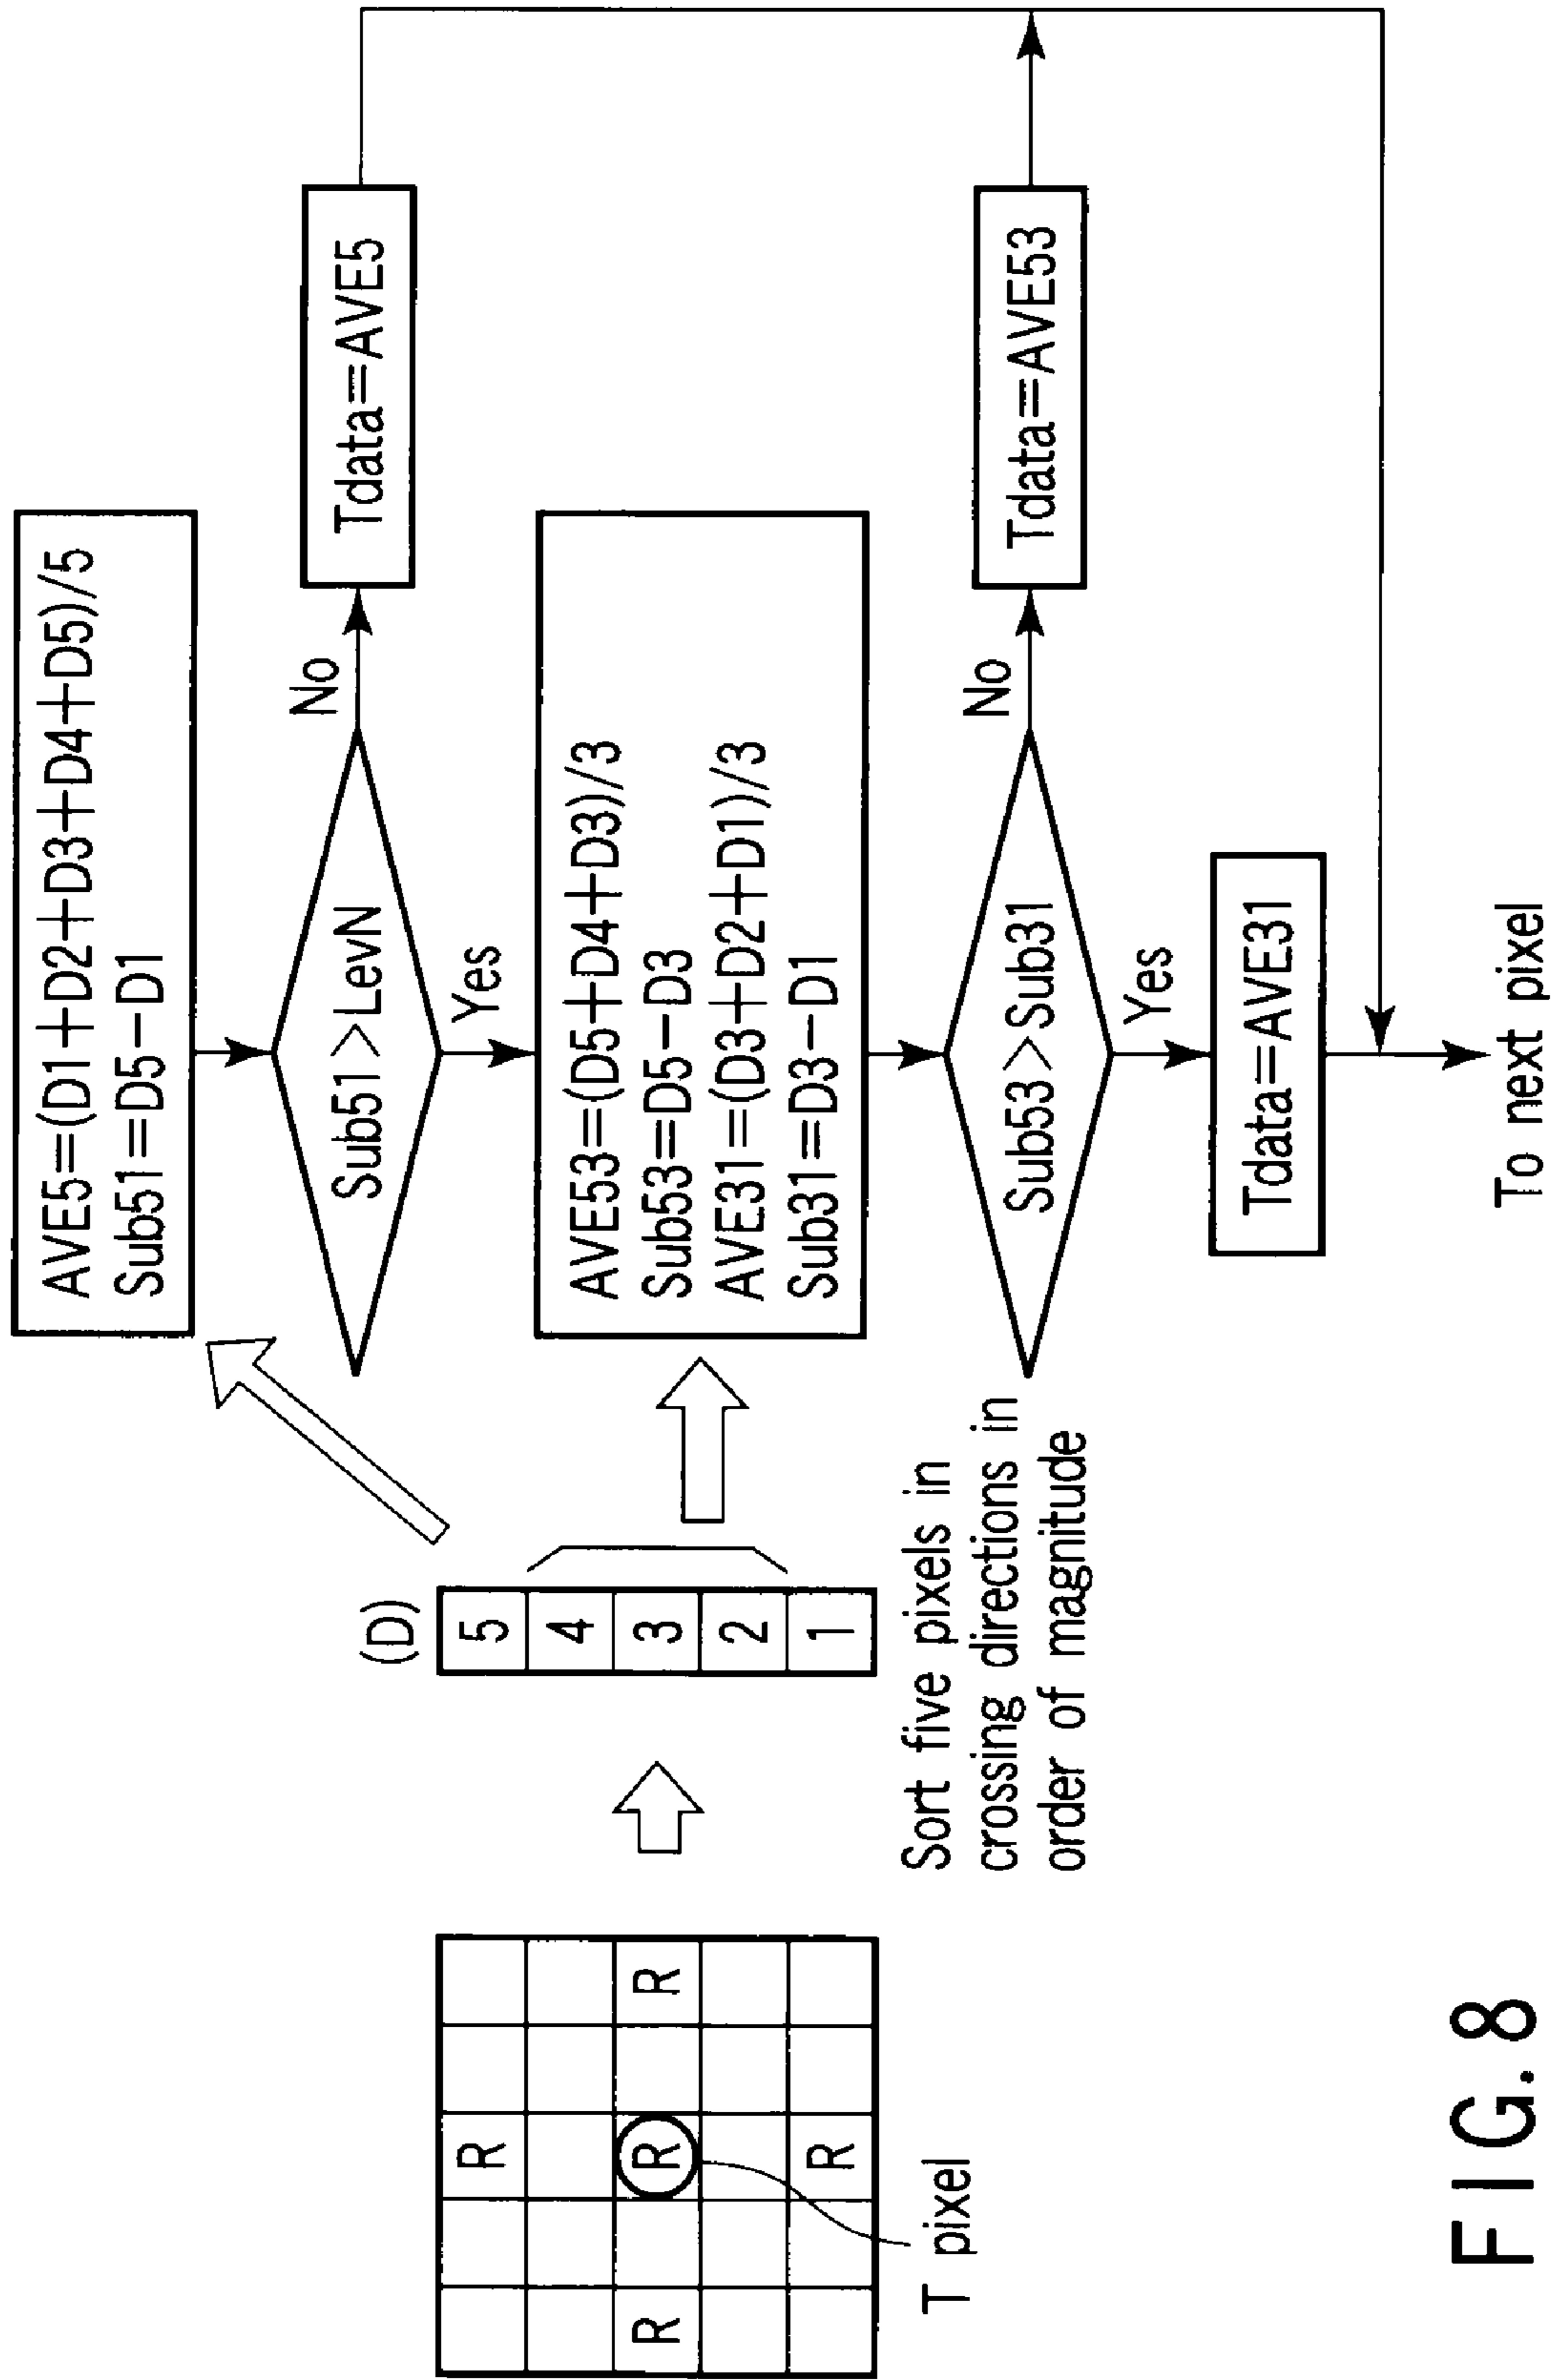 R
R R R
R
T pixel
(D)
5
4
3
2
1
Sort five pixels in
crossing directions in
order of magnitude
AVE5=(D1+D2+D3+D4+D5)/5
Sub51=D5-D1
Sub51>LevN
No
Tdata=AVE5
Yes
AVE53=(D5+D4+D3)/3
Sub53=D5-D3
AVE31=(D3+D2+D1)/3
Sub31=D3-D1
Sub53>Sub31
No
Tdata=AVE53
Yes
Tdata=AVE31
To next pixel
FIG.8